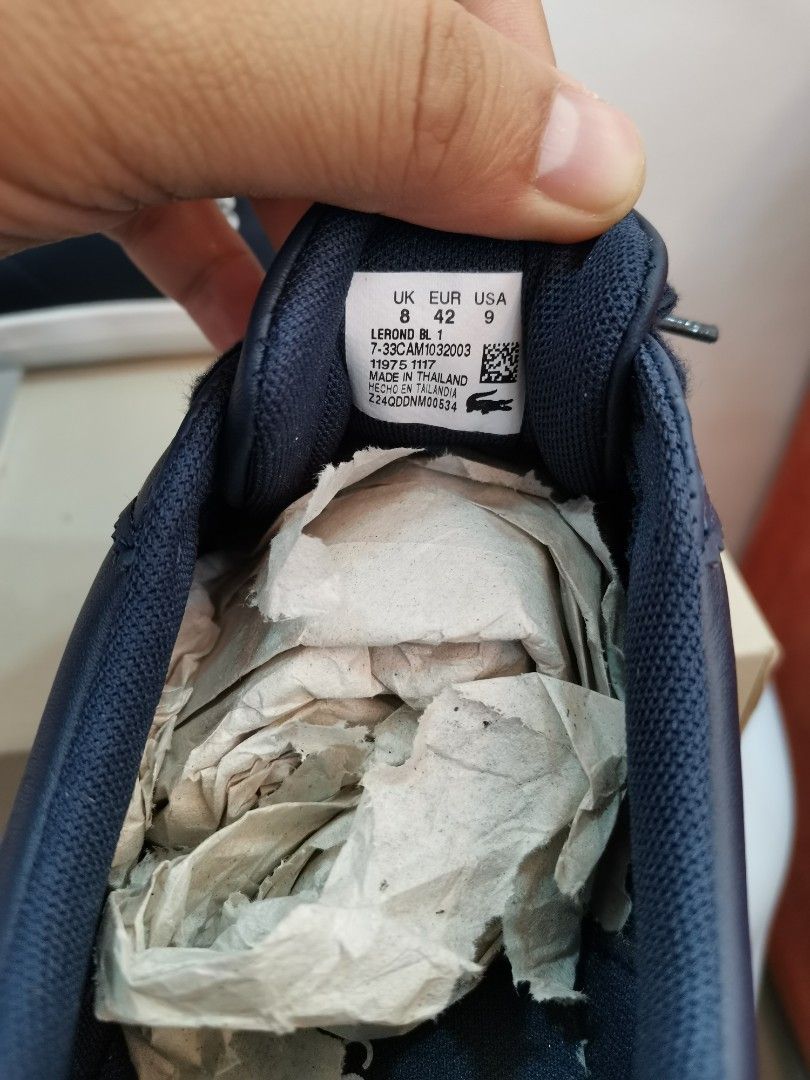 UK EUR USA
8 42 9
LEROND BL 1
7-33CAM1032003
11975 1117
MADE IN THAILAND
HECHO EN TAILANDIA
Z24QDDNM00534